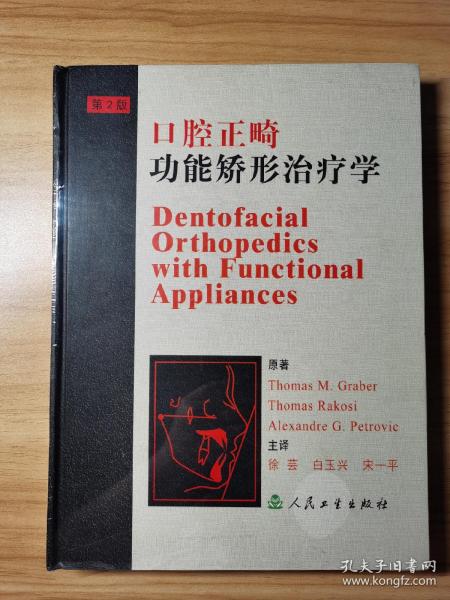 第2版
口腔正畸
功能矫形治疗学
Dentofacial
Orthopedics
with Functional
Appliances
原著
Thomas M. Graber
Thomas Rakosi
Alexandre G. Petrovic
主译
徐芸 白玉兴 宋一平
人民卫生出版社
孔夫子旧书网
www.kongfz.com